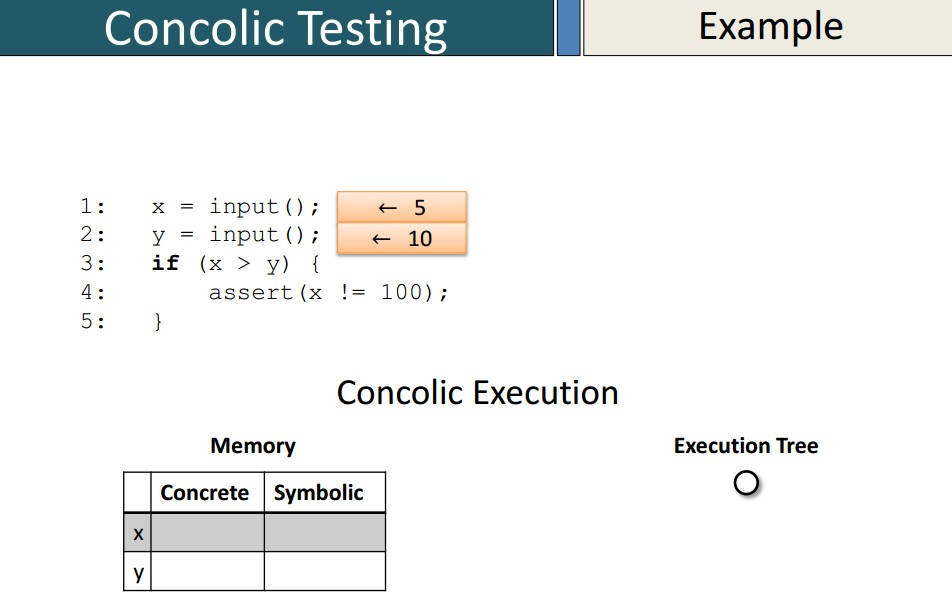 Concolic Testing
Example
1: x = input(); ← 5
2: y = input(); ← 10
3: if (x > y) {
4: assert(x != 100);
5: }
Concolic Execution
Memory
Execution Tree
Concrete Symbolic
x
y